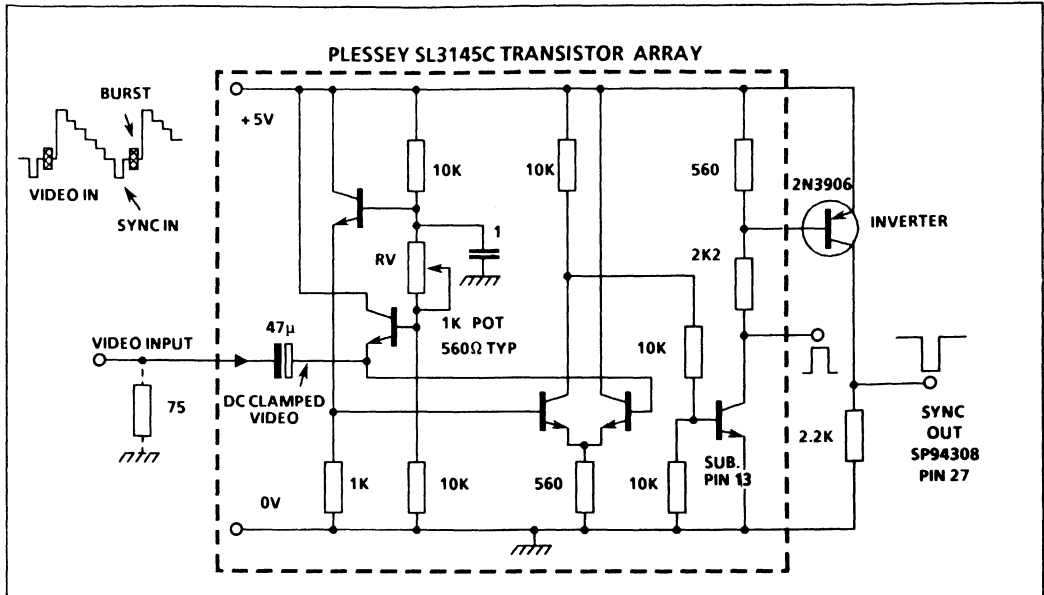 PLESSEY SL3145C TRANSISTOR ARRAY
BURST
VIDEO IN
SYNC IN
+5V
10K
10K
560
2N3906
INVERTER
1
RV
2K2
1K POT
560Ω TYP
47µ
VIDEO INPUT
10K
DC CLAMPED
VIDEO
75
SYNC
OUT
SP94308
PIN 27
2.2K
SUB.
PIN 13
1K
10K
560
10K
0V